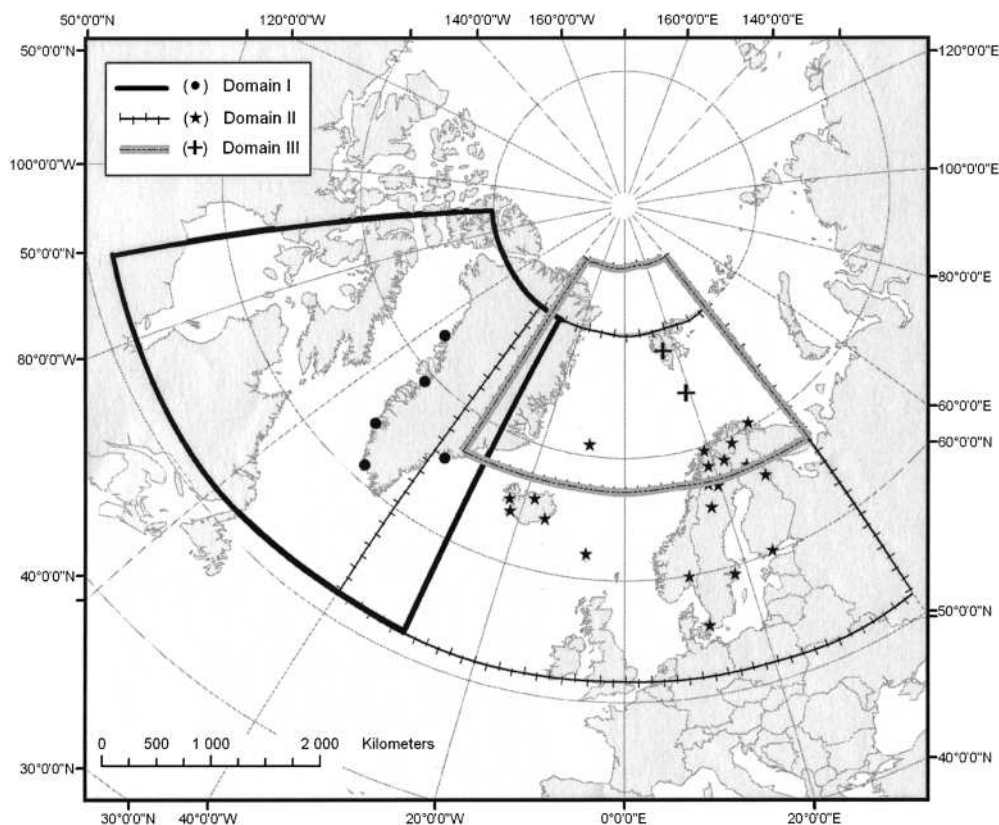 50°0'0"N 120°0'0"W 140°0'0"W 160°0'0"W 160°0'0"E 140°0'0"E
50°0'0"W 120°0'0"E
(●) Domain I
(★) Domain II
(+) Domain III
100°0'0"W 100°0'0"E
50°0'0"N 80°0'0"E
80°0'0"W
60°0'0"E
60°0'0"N
40°0'0"N 50°0'0"N
0 500 1 000 2 000 Kilometers
30°0'0"N 40°0'0"N
30°0'0"N 40°0'0"W 20°0'0"W 0°0'0"E 20°0'0"E